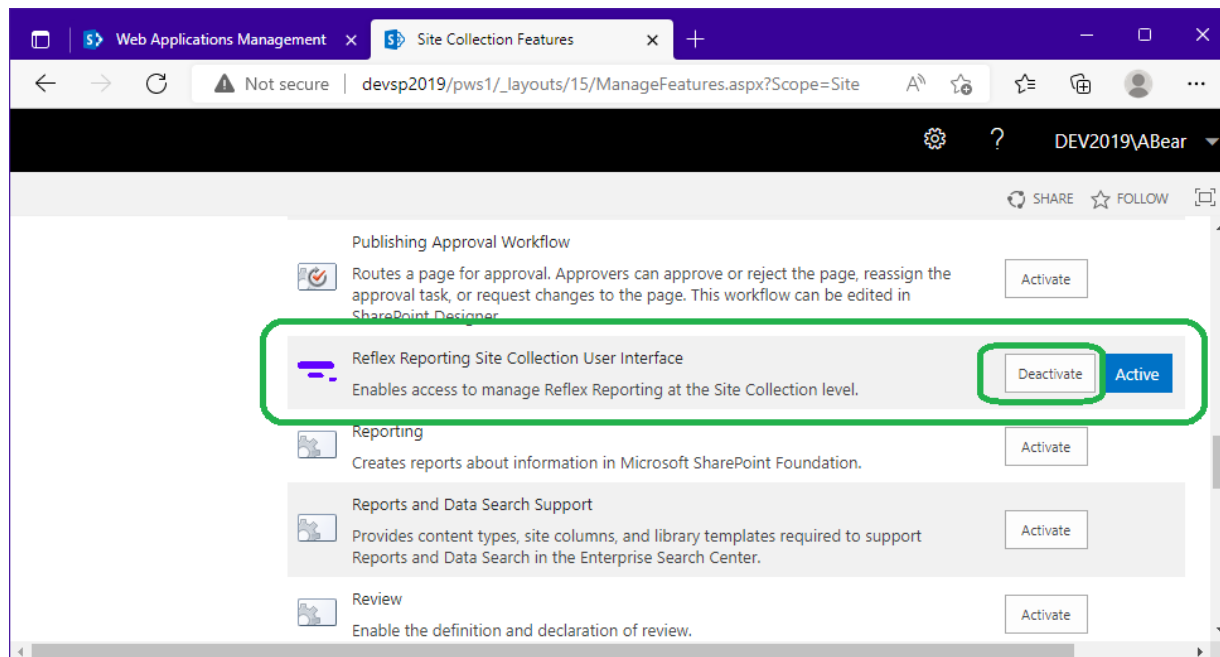 Web Applications Management
Site Collection Features
Not secure
devsp2019/pws1/_layouts/15/ManageFeatures.aspx?Scope=Site
?
DEV2019\ABear
SHARE
FOLLOW
Publishing Approval Workflow
Routes a page for approval. Approvers can approve or reject the page, reassign the
approval task, or request changes to the page. This workflow can be edited in
SharePoint Designer.
Activate
Reflex Reporting Site Collection User Interface
Enables access to manage Reflex Reporting at the Site Collection level.
Deactivate
Active
Reporting
Creates reports about information in Microsoft SharePoint Foundation.
Activate
Reports and Data Search Support
Provides content types, site columns, and library templates required to support
Reports and Data Search in the Enterprise Search Center.
Activate
Review
Enable the definition and declaration of review.
Activate